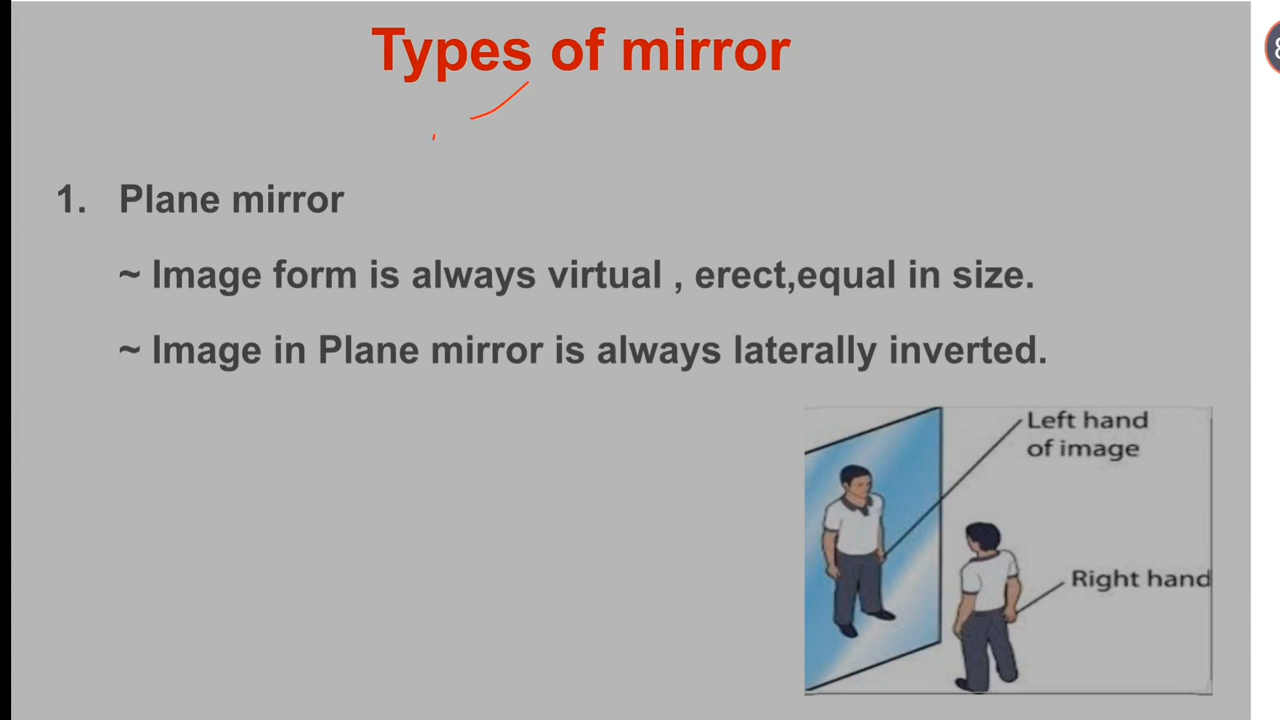 Types of mirror
1. Plane mirror
~ Image form is always virtual , erect,equal in size.
~ Image in Plane mirror is always laterally inverted.
Left hand
of image
Right hand